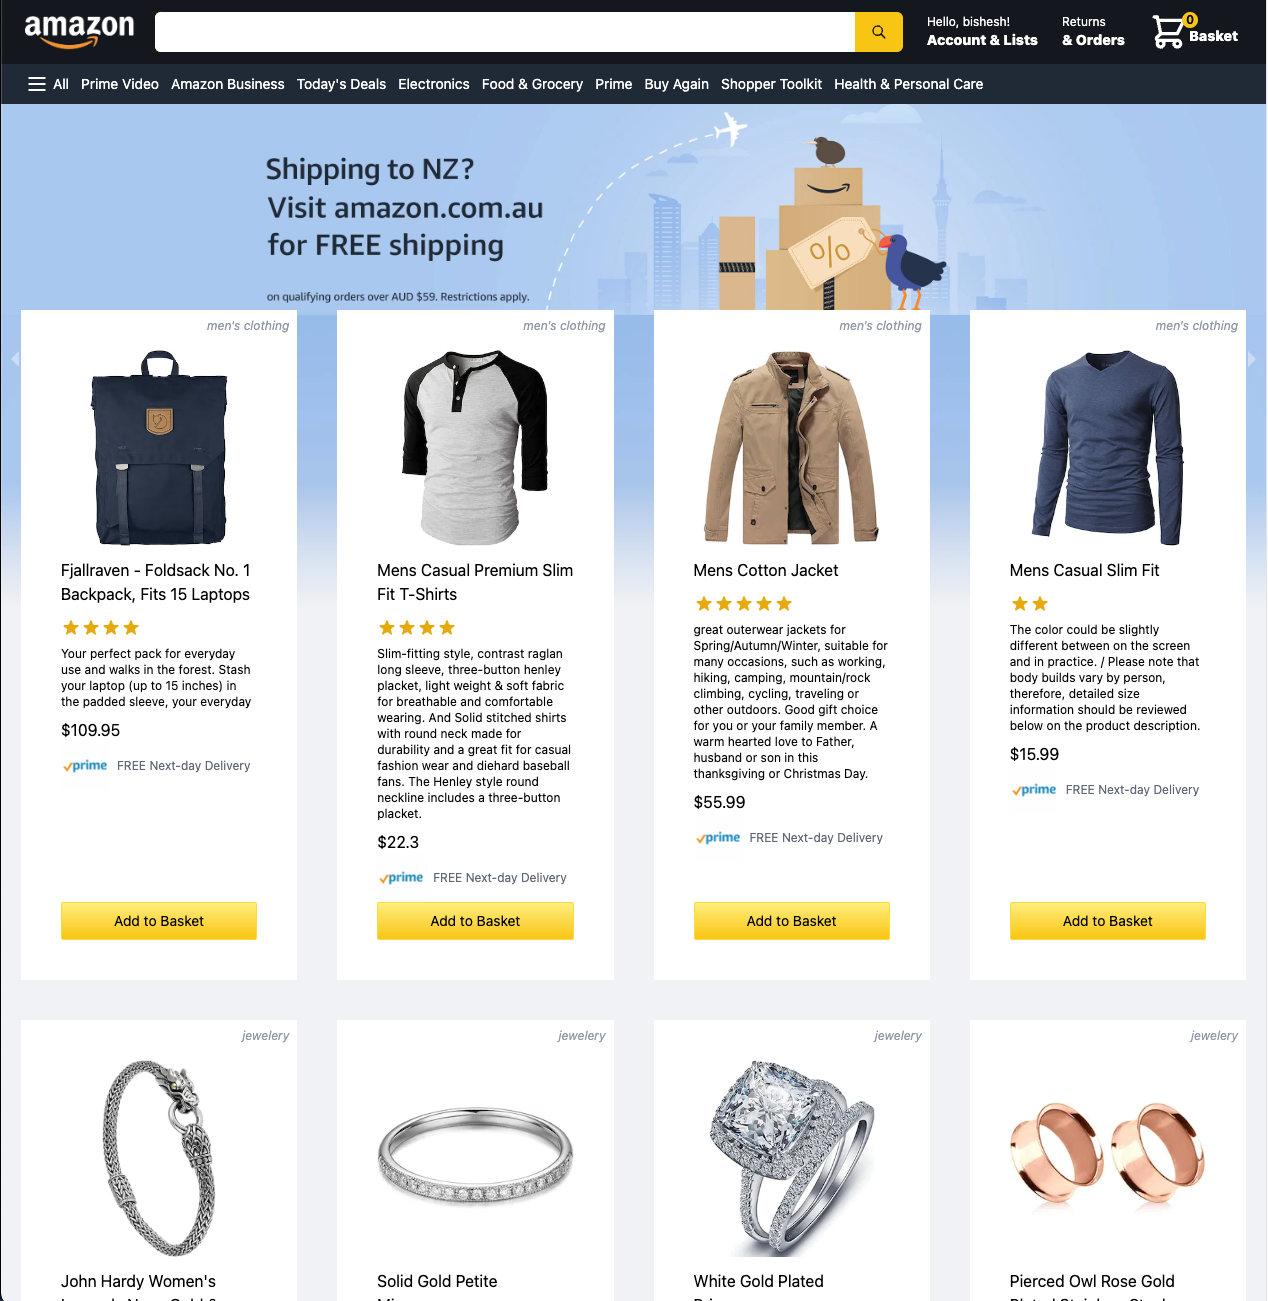 amazon
Hello, bishesh!
Account & Lists
Returns
& Orders
0
Basket
All Prime Video Amazon Business Today's Deals Electronics Food & Grocery Prime Buy Again Shopper Toolkit Health & Personal Care
Shipping to NZ?
Visit amazon.com.au
for FREE shipping
on qualifying orders over AUD $59. Restrictions apply.
%
men's clothing
Fjallraven - Foldsack No. 1
Backpack, Fits 15 Laptops
Your perfect pack for everyday
use and walks in the forest. Stash
your laptop (up to 15 inches) in
the padded sleeve, your everyday
$109.95
prime FREE Next-day Delivery
Add to Basket
men's clothing
Mens Casual Premium Slim
Fit T-Shirts
Slim-fitting style, contrast raglan
long sleeve, three-button henley
placket, light weight & soft fabric
for breathable and comfortable
wearing. And Solid stitched shirts
with round neck made for
durability and a great fit for casual
fashion wear and diehard baseball
fans. The Henley style round
neckline includes a three-button
placket.
$22.3
prime FREE Next-day Delivery
Add to Basket
men's clothing
Mens Cotton Jacket
great outerwear jackets for
Spring/Autumn/Winter, suitable for
many occasions, such as working,
hiking, camping, mountain/rock
climbing, cycling, traveling or
other outdoors. Good gift choice
for you or your family member. A
warm hearted love to Father,
husband or son in this
thanksgiving or Christmas Day.
$55.99
prime FREE Next-day Delivery
Add to Basket
men's clothing
Mens Casual Slim Fit
The color could be slightly
different between on the screen
and in practice. / Please note that
body builds vary by person,
therefore, detailed size
information should be reviewed
below on the product description.
$15.99
prime FREE Next-day Delivery
Add to Basket
jewelery
John Hardy Women's
jewelery
Solid Gold Petite
jewelery
White Gold Plated
jewelery
Pierced Owl Rose Gold